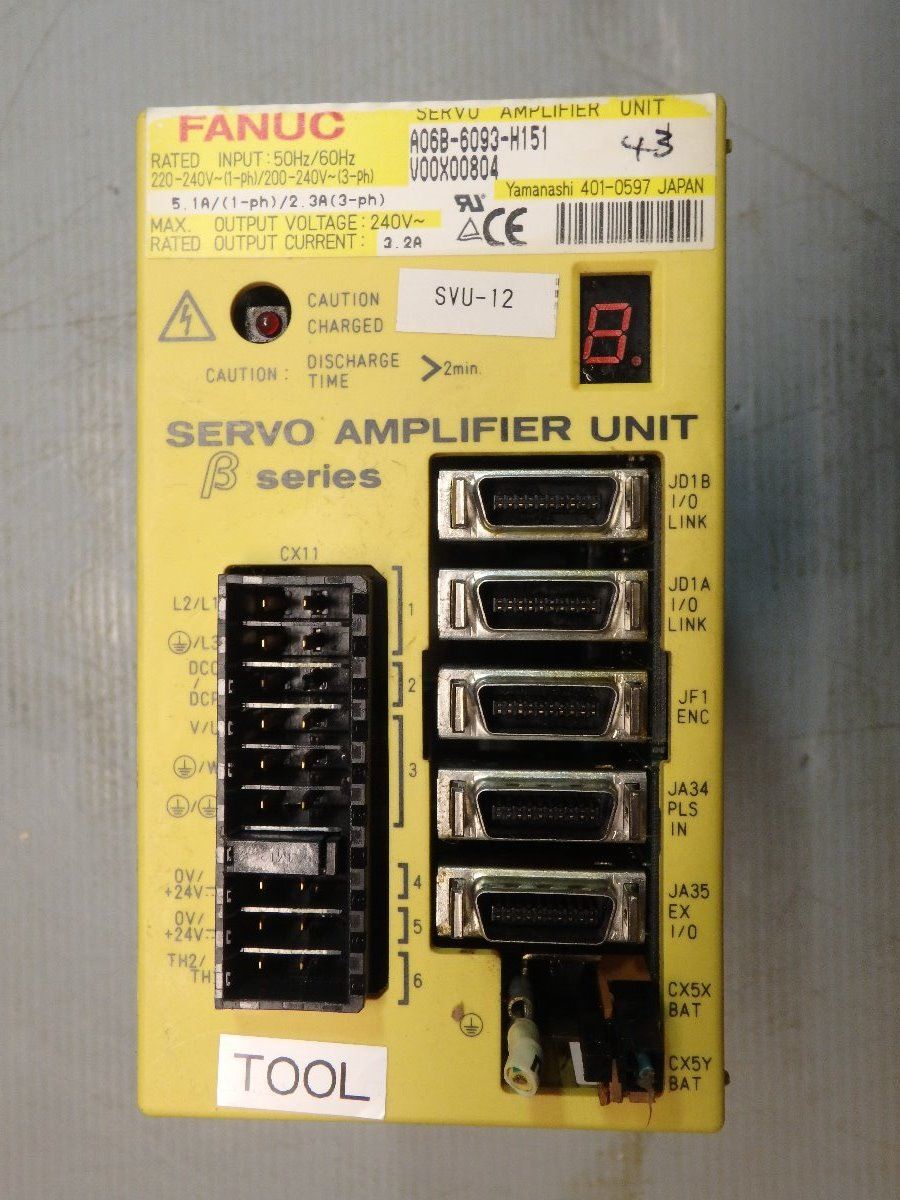 SERVO AMPLIFIER UNIT
FANUC
A06B-6093-H151
43
RATED INPUT:50Hz/60Hz
V00X00804
220-240V~(1-ph)/200-240V~(3-ph)
Yamanashi 401-0597 JAPAN
5.1A/(1-ph)/2.3A(3-ph)
MAX. OUTPUT VOLTAGE:240V~
RATED OUTPUT CURRENT: 3.2A
CE
CAUTION
CHARGED
SVU-12
8.
CAUTION: DISCHARGE TIME >2min.
SERVO AMPLIFIER UNIT
β series
JD1B
I/O
LINK
CX11
JD1A
I/O
LINK
L2/L1
1
/L3
DCC
/
DCP
2
JF1
ENC
V/U
/W
3
JA34
PLS
IN
0V/
+24V
4
JA35
EX
I/O
0V/
+24V
5
TH2/
TH1
6
CX5X
BAT
CX5Y
BAT
TOOL